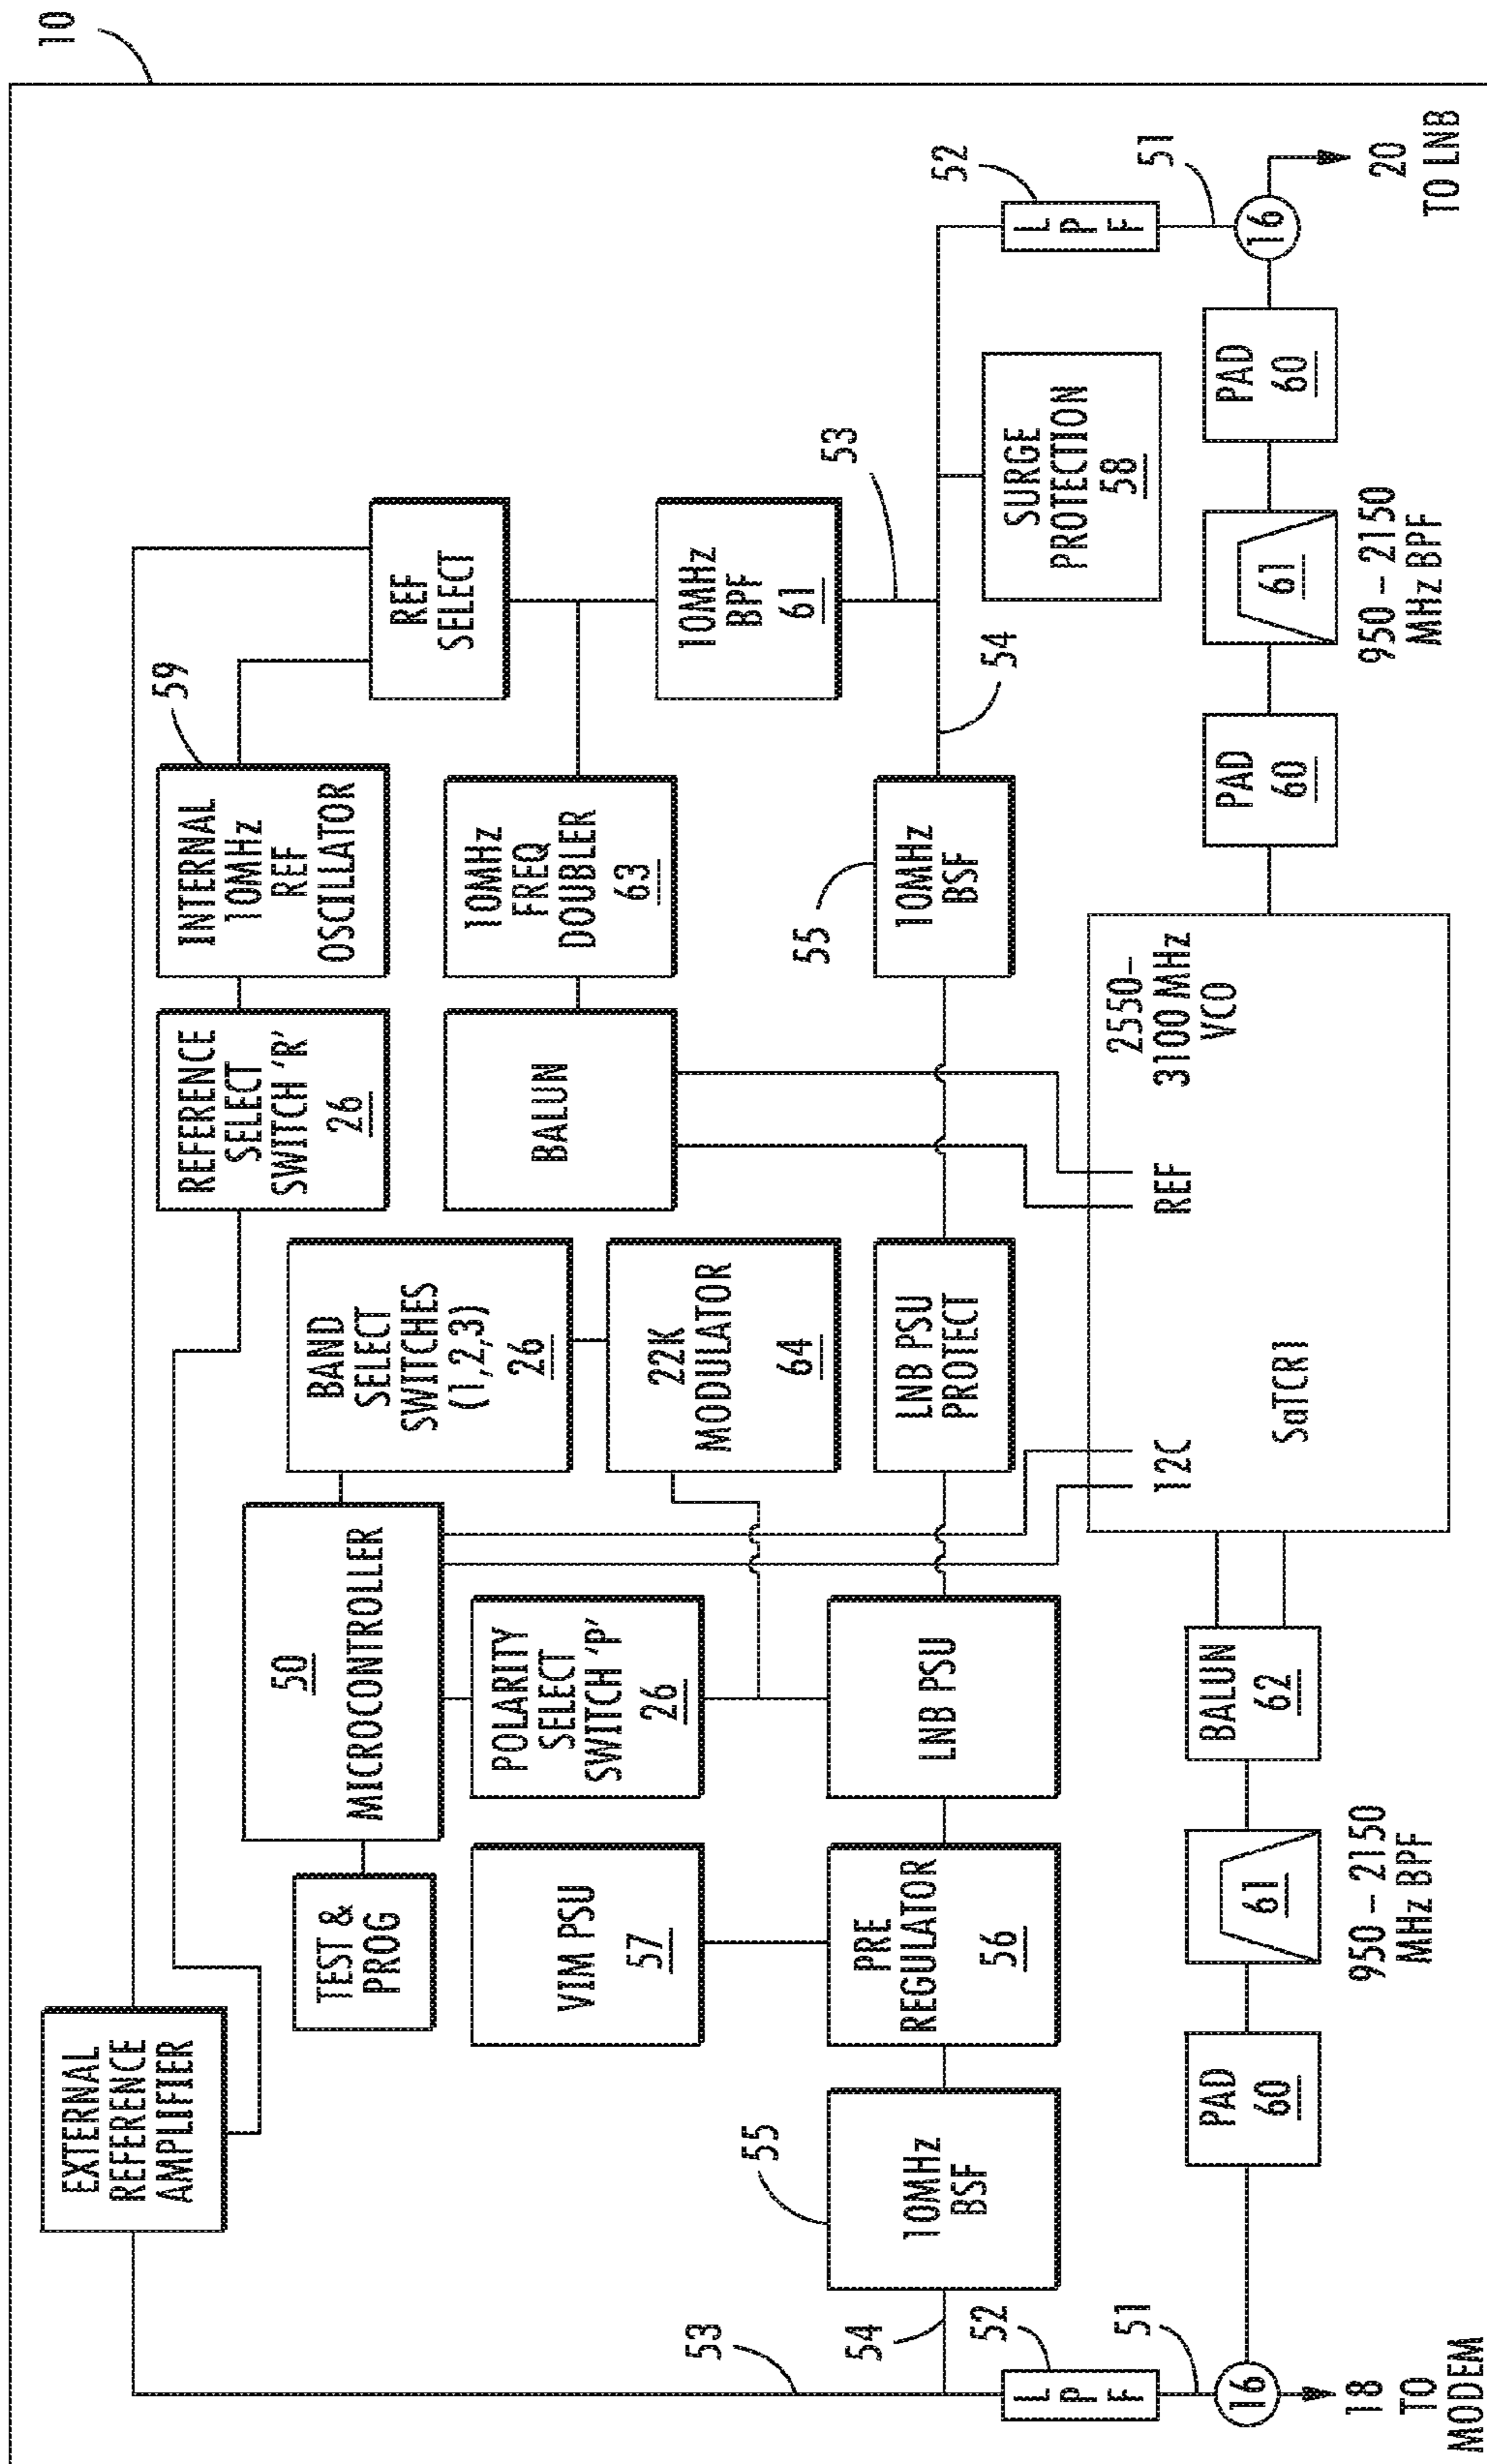 10
EXTERNAL
REFERENCE
AMPLIFIER
REFERENCE
SELECT
SWITCH 'R'
26
INTERNAL
10MHz
REF
OSCILLATOR
59
TEST &
PROG
50
MICROCONTROLLER
BAND
SELECT
SWITCHES
(1,2,3)
26
REF
SELECT
VIM PSU
57
POLARITY
SELECT
SWITCH 'P'
26
22K
MODULATOR
64
BALUN
10MHz
FREQ
DOUBLER
63
10MHz
BPF
61
53
53
55
10MHz
BSF
PRE
REGULATOR
56
LNB PSU
LNB PSU
PROTECT
55
10MHz
BSF
54
54
SURGE
PROTECTION
58
52
LPF
51
52
LPF
51
16
18
TO
MODEM
PAD
60
61
950-2150
MHz BPF
BALUN
62
I2C
REF
2550-
3100 MHz
VCO
SaTCR1
PAD
60
61
950-2150
MHz BPF
PAD
60
16
20
TO LNB